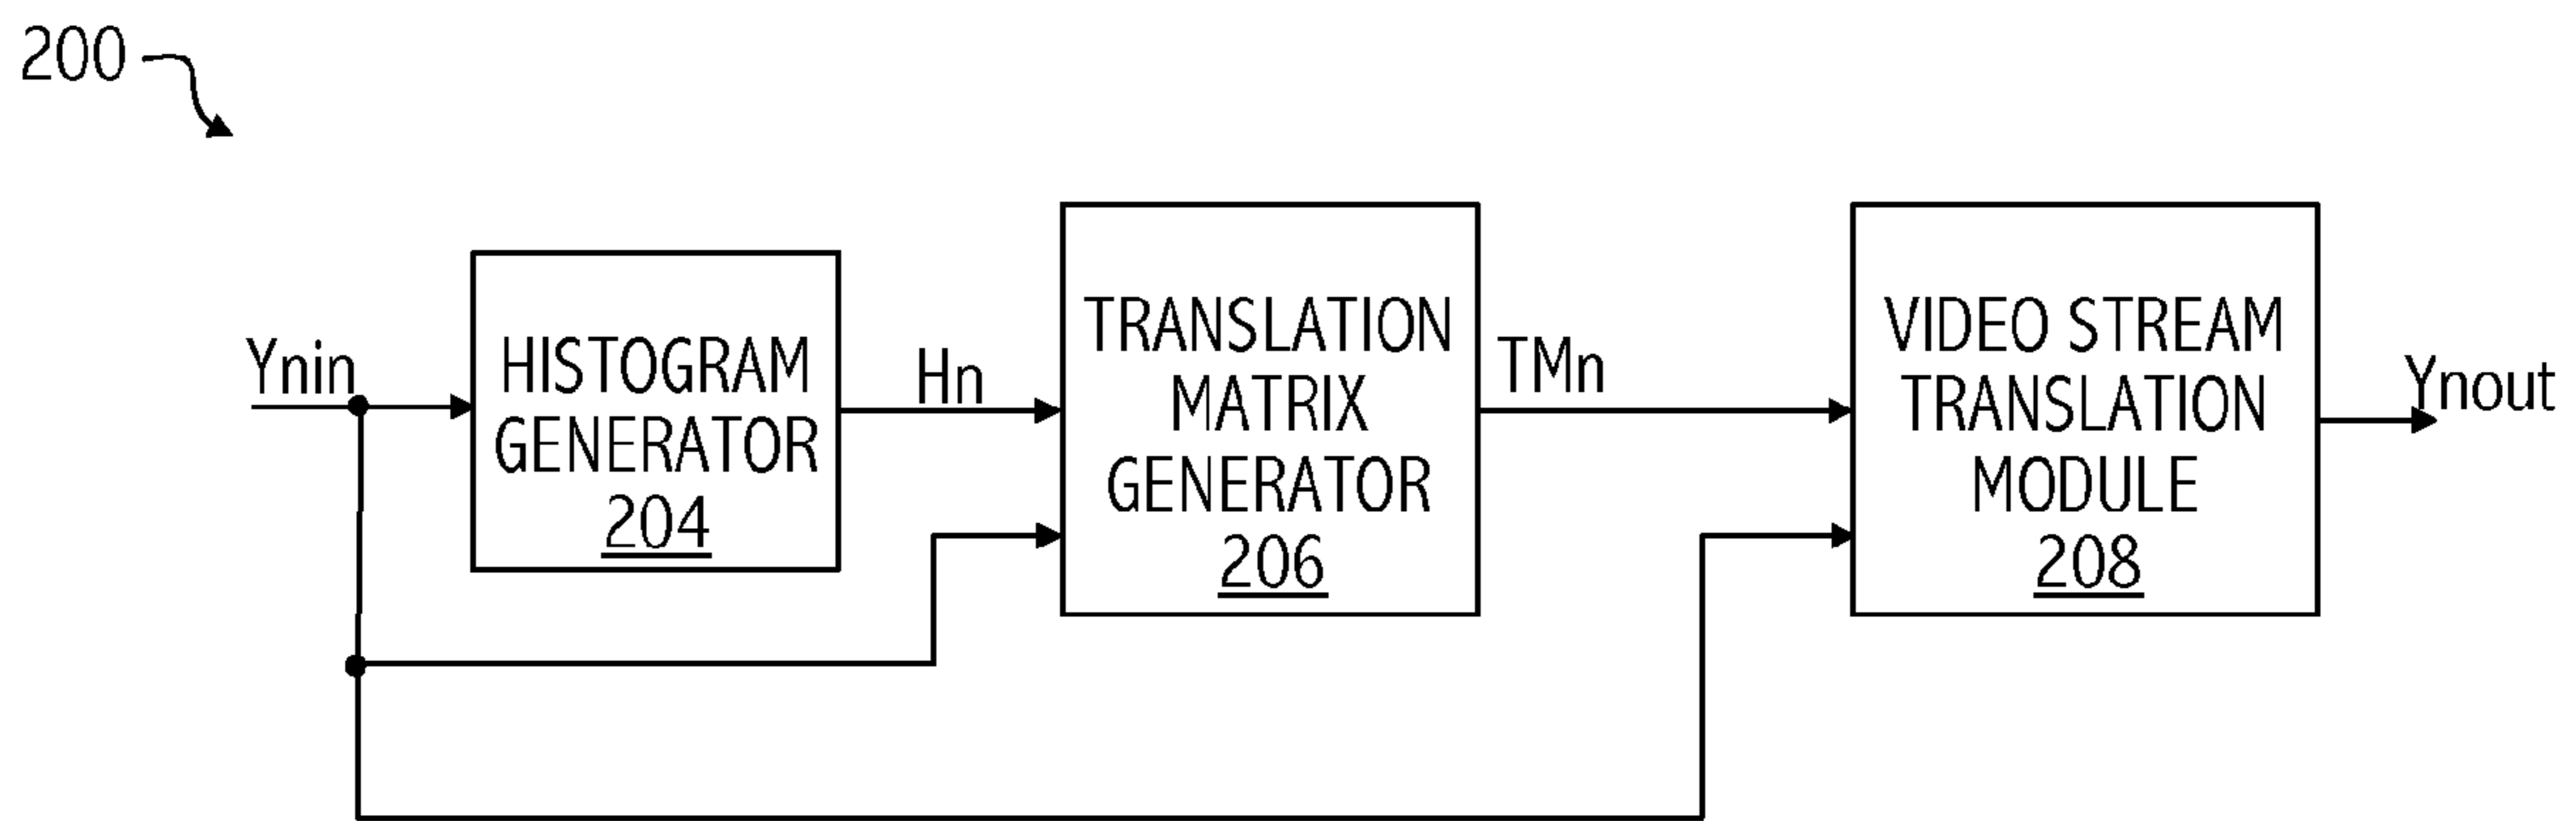 200
Ynin
HISTOGRAM
GENERATOR
204
Hn
TRANSLATION
MATRIX
GENERATOR
206
TMn
VIDEO STREAM
TRANSLATION
MODULE
208
Ynout